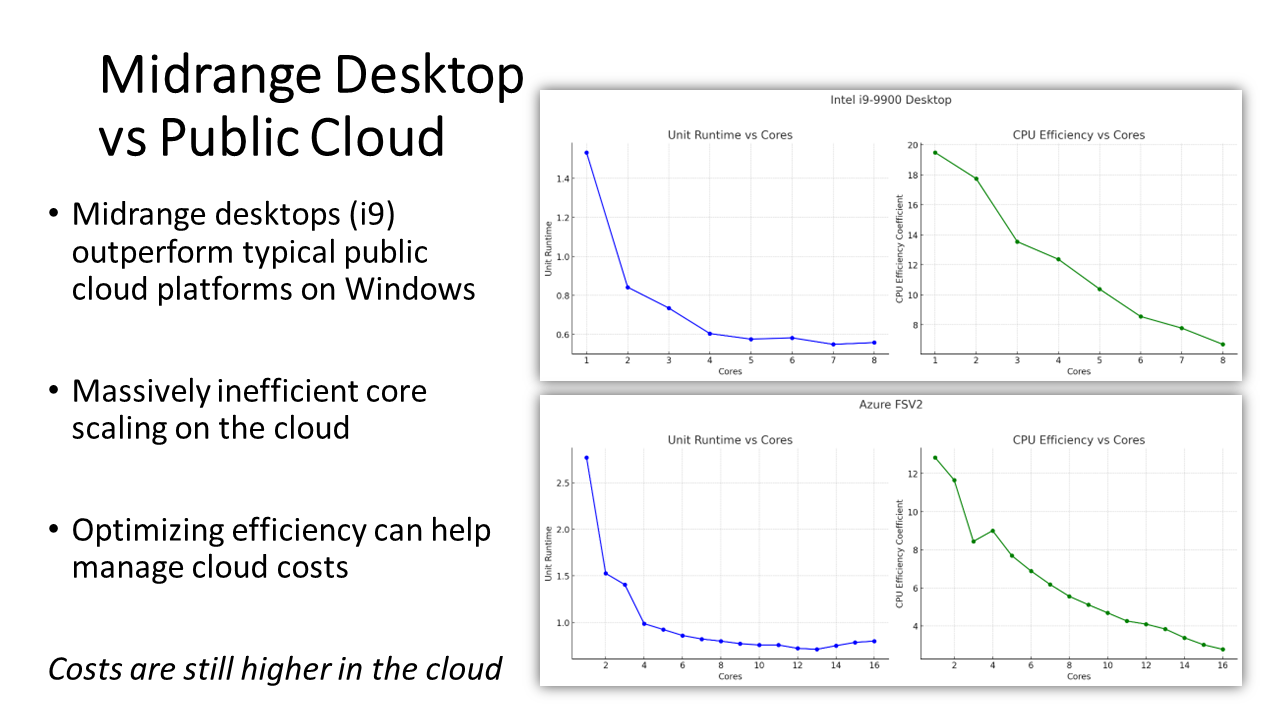 Midrange Desktop
vs Public Cloud
• Midrange desktops (i9)
outperform typical public
cloud platforms on Windows
• Massively inefficient core
scaling on the cloud
• Optimizing efficiency can help
manage cloud costs
Costs are still higher in the cloud
Intel i9-9900 Desktop
Unit Runtime vs Cores
Unit Runtime
1.4
1.2
1.0
0.8
0.6
1 2 3 4 5 6 7 8
Cores
CPU Efficiency vs Cores
CPU Efficiency Coefficient
20
18
16
14
12
10
8
1 2 3 4 5 6 7 8
Cores
Azure FSV2
Unit Runtime vs Cores
Unit Runtime
2.5
2.0
1.5
1.0
2 4 6 8 10 12 14 16
Cores
CPU Efficiency vs Cores
CPU Efficiency Coefficient
12
10
8
6
4
2 4 6 8 10 12 14 16
Cores